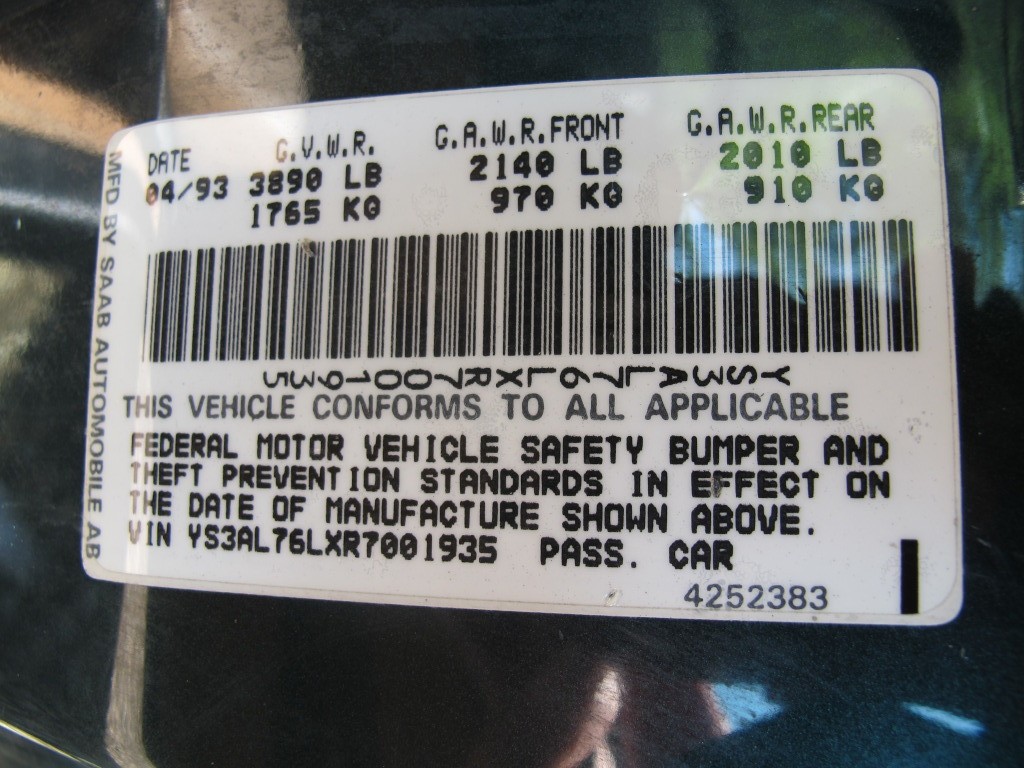 DATE G.V.W.R. G.A.W.R.FRONT G.A.W.R.REAR
04/93 3890 LB 2140 LB 2010 LB
1765 KG 970 KG 910 KG
YS3AL76LXR7001935
THIS VEHICLE CONFORMS TO ALL APPLICABLE
FEDERAL MOTOR VEHICLE SAFETY BUMPER AND
THEFT PREVENTION STANDARDS IN EFFECT ON
THE DATE OF MANUFACTURE SHOWN ABOVE.
VIN YS3AL76LXR7001935 PASS. CAR
4252383
MFD BY SAAB AUTOMOBILE AB